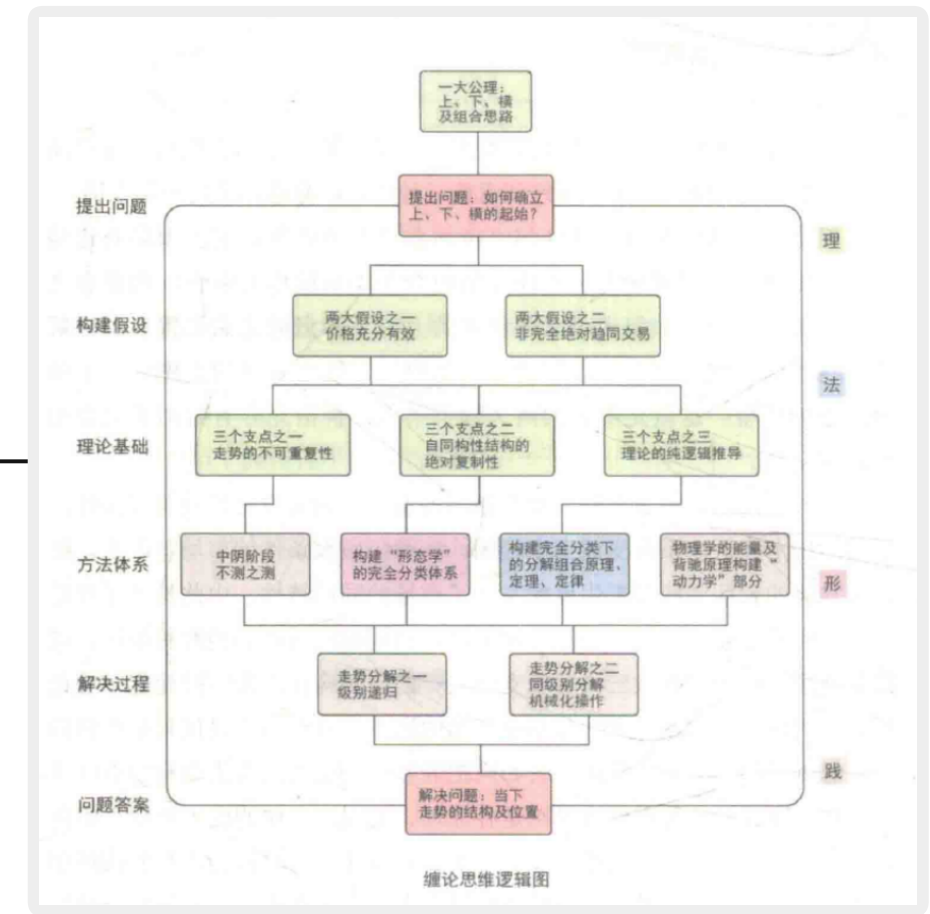 一大公理：
上、下、横
及组合思路
提出问题
提出问题：如何确立
上、下、横的起始？
理
构建假设
两大假设之一
价格充分有效
两大假设之二
非完全绝对趋同交易
法
理论基础
三个支点之一
走势的不可重复性
三个支点之二
自同构性结构的
绝对复制性
三个支点之三
理论的纯逻辑推导
方法体系
中阴阶段
不测之测
构建“形态学”
的完全分类体系
构建完全分类下
的分解组合原理、
定理、定律
物理学的能量及
背驰原理构建“
动力学”部分
形
解决过程
走势分解之一
级别递归
走势分解之二
同级别分解
机械化操作
践
问题答案
解决问题：当下
走势的结构及位置
缠论思维逻辑图